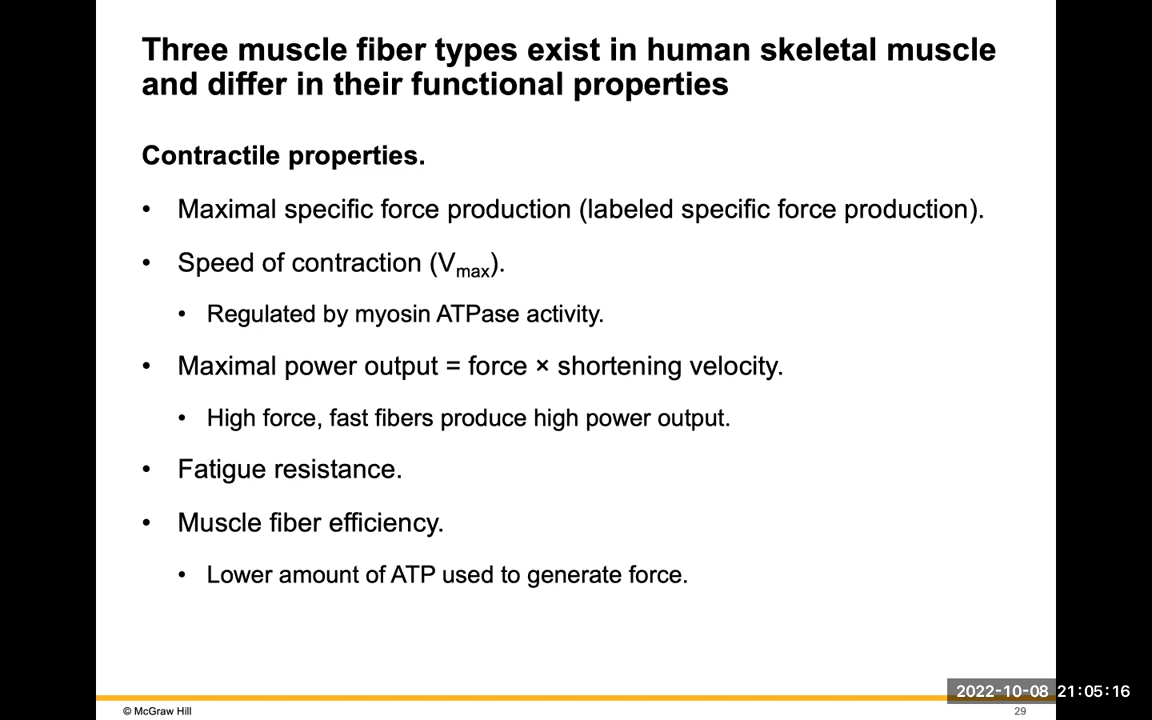 Three muscle fiber types exist in human skeletal muscle
and differ in their functional properties
Contractile properties.
• Maximal specific force production (labeled specific force production).
• Speed of contraction (Vmax).
• Regulated by myosin ATPase activity.
• Maximal power output = force × shortening velocity.
• High force, fast fibers produce high power output.
• Fatigue resistance.
• Muscle fiber efficiency.
• Lower amount of ATP used to generate force.
2022-10-08 21:05:16
© McGraw Hill
29